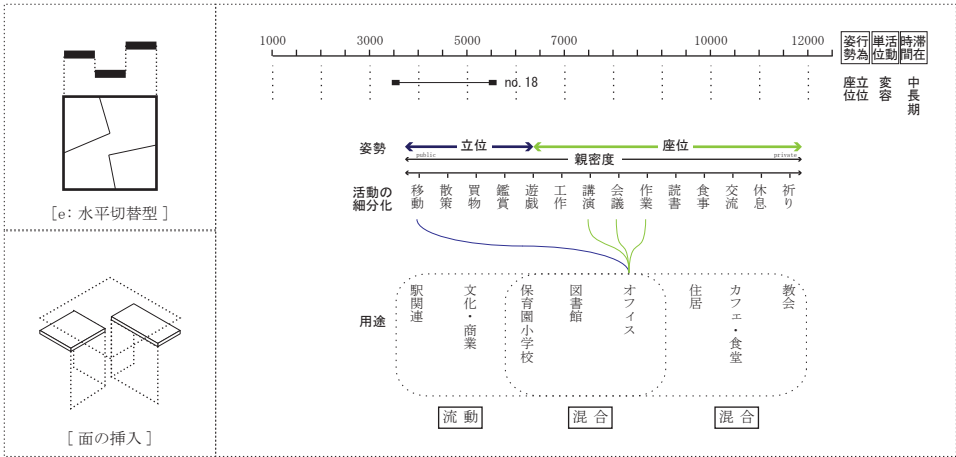 [e: 水平切替型 ]
[ 面の挿入 ]
1000 3000 5000 7000 10000 12000
no. 18
行為姿勢
活動単位
滞在時間
立位座位
変容
中長期
姿勢
立位
座位
public
private
親密度
活動の
細分化
移動
散策
買物
鑑賞
遊戯
工作
講演
会議
作業
読書
食事
交流
休息
祈り
用途
駅関連
文化・商業
保育園小学校
図書館
オフィス
住居
カフェ・食堂
教会
流動
混合
混合